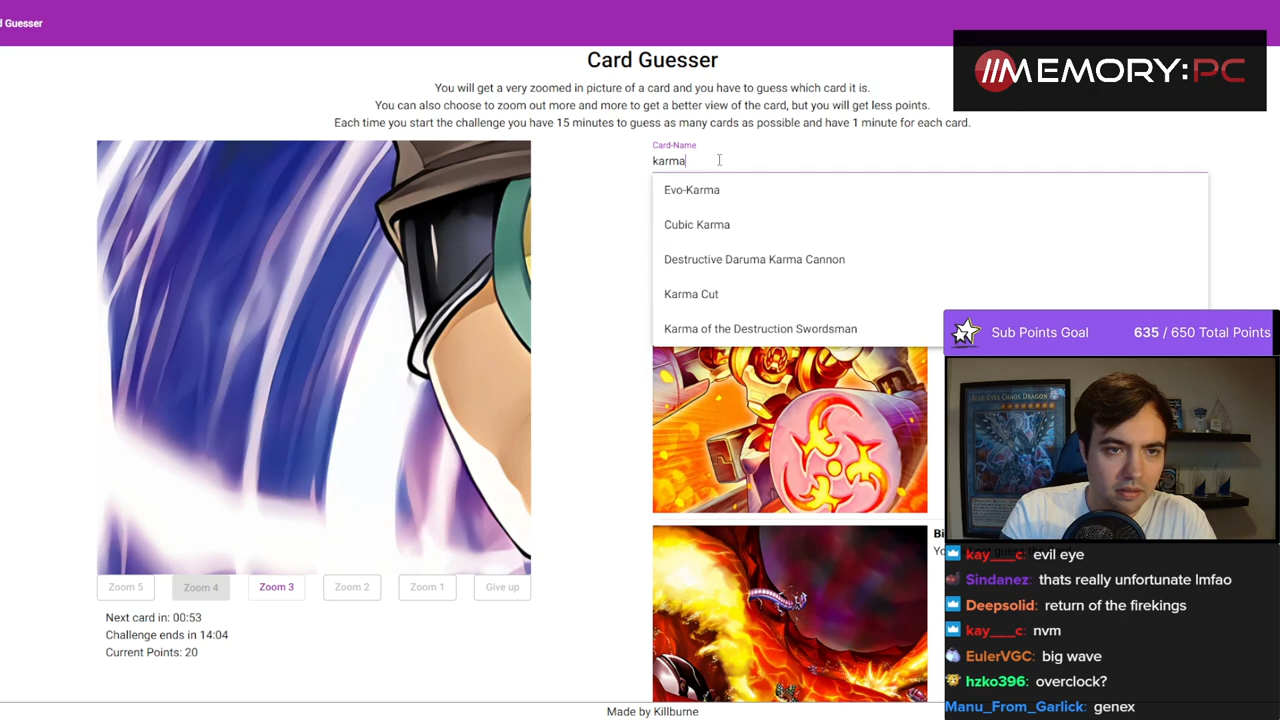 d Guesser
//MEMORY:PC
Card Guesser
You will get a very zoomed in picture of a card and you have to guess which card it is.
You can also choose to zoom out more and more to get a better view of the card, but you will get less points.
Each time you start the challenge you have 15 minutes to guess as many cards as possible and have 1 minute for each card.
Card-Name
karma
Evo-Karma
Cubic Karma
Destructive Daruma Karma Cannon
Karma Cut
Karma of the Destruction Swordsman
Sub Points Goal 635 / 650 Total Points
BLUE-EYES CHAOS DRAGON
Bi
Yo
Zoom 5 Zoom 4 Zoom 3 Zoom 2 Zoom 1 Give up
Next card in: 00:53
Challenge ends in 14:04
Current Points: 20
kay___c: evil eye
Sindanez: thats really unfortunate lmfao
Deepsolid: return of the firekings
kay___c: nvm
EulerVGC: big wave
hzko396: overclock?
Manu_From_Garlick: genex
Made by Killburne